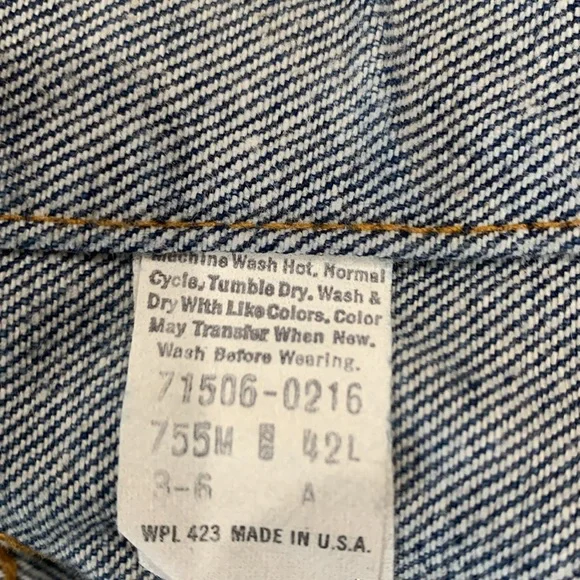 Machine Wash Hot. Normal
Cycle. Tumble Dry. Wash &
Dry With Like Colors. Color
May Transfer When New.
Wash Before Wearing.
71506-0216
755M 42L
3-6 A
WPL 423 MADE IN U.S.A.